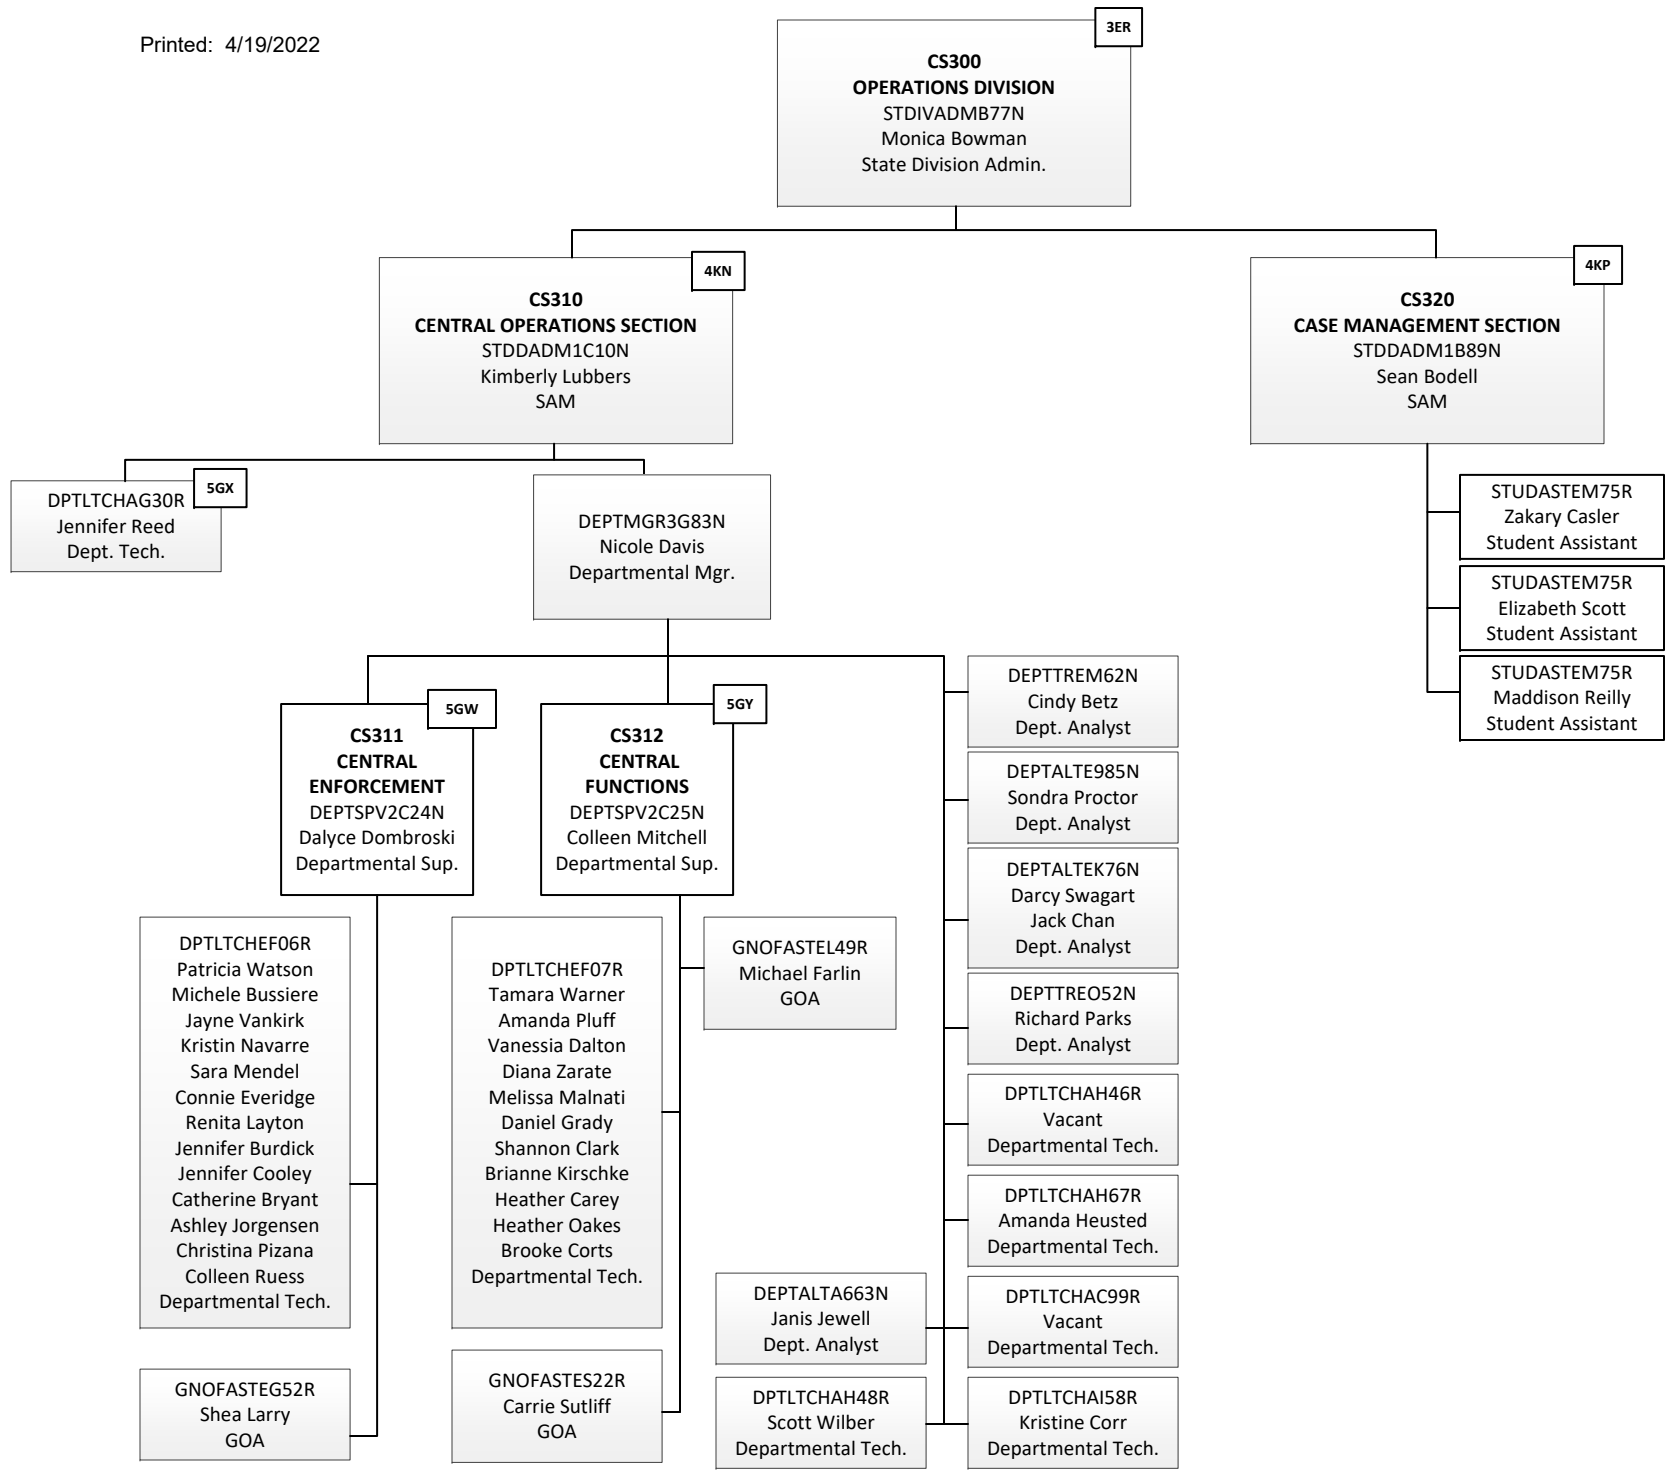 Printed: 4/19/2022
3ER
CS300
OPERATIONS DIVISION
STDIVADMB77N
Monica Bowman
State Division Admin.
4KN
CS310
CENTRAL OPERATIONS SECTION
STDDADM1C10N
Kimberly Lubbers
SAM
4KP
CS320
CASE MANAGEMENT SECTION
STDDADM1B89N
Sean Bodell
SAM
5GX
DPTLTCHAG30R
Jennifer Reed
Dept. Tech.
DEPTMGR3G83N
Nicole Davis
Departmental Mgr.
STUDASTEM75R
Zakary Casler
Student Assistant
STUDASTEM75R
Elizabeth Scott
Student Assistant
STUDASTEM75R
Maddison Reilly
Student Assistant
5GW
CS311
CENTRAL
ENFORCEMENT
DEPTSPV2C24N
Dalyce Dombroski
Departmental Sup.
5GY
CS312
CENTRAL
FUNCTIONS
DEPTSPV2C25N
Colleen Mitchell
Departmental Sup.
DEPTTREM62N
Cindy Betz
Dept. Analyst
DEPTALTE985N
Sondra Proctor
Dept. Analyst
DEPTALTEK76N
Darcy Swagart
Jack Chan
Dept. Analyst
DEPTTREO52N
Richard Parks
Dept. Analyst
DPTLTCHAH46R
Vacant
Departmental Tech.
DPTLTCHAH67R
Amanda Heusted
Departmental Tech.
DPTLTCHAC99R
Vacant
Departmental Tech.
DPTLTCHAI58R
Kristine Corr
Departmental Tech.
DPTLTCHEF06R
Patricia Watson
Michele Bussiere
Jayne Vankirk
Kristin Navarre
Sara Mendel
Connie Everidge
Renita Layton
Jennifer Burdick
Jennifer Cooley
Catherine Bryant
Ashley Jorgensen
Christina Pizana
Colleen Ruess
Departmental Tech.
GNOFASTEG52R
Shea Larry
GOA
DPTLTCHEF07R
Tamara Warner
Amanda Pluff
Vanessia Dalton
Diana Zarate
Melissa Malnati
Daniel Grady
Shannon Clark
Brianne Kirschke
Heather Carey
Heather Oakes
Brooke Corts
Departmental Tech.
GNOFASTEL49R
Michael Farlin
GOA
GNOFASTES22R
Carrie Sutliff
GOA
DEPTALTA663N
Janis Jewell
Dept. Analyst
DPTLTCHAH48R
Scott Wilber
Departmental Tech.